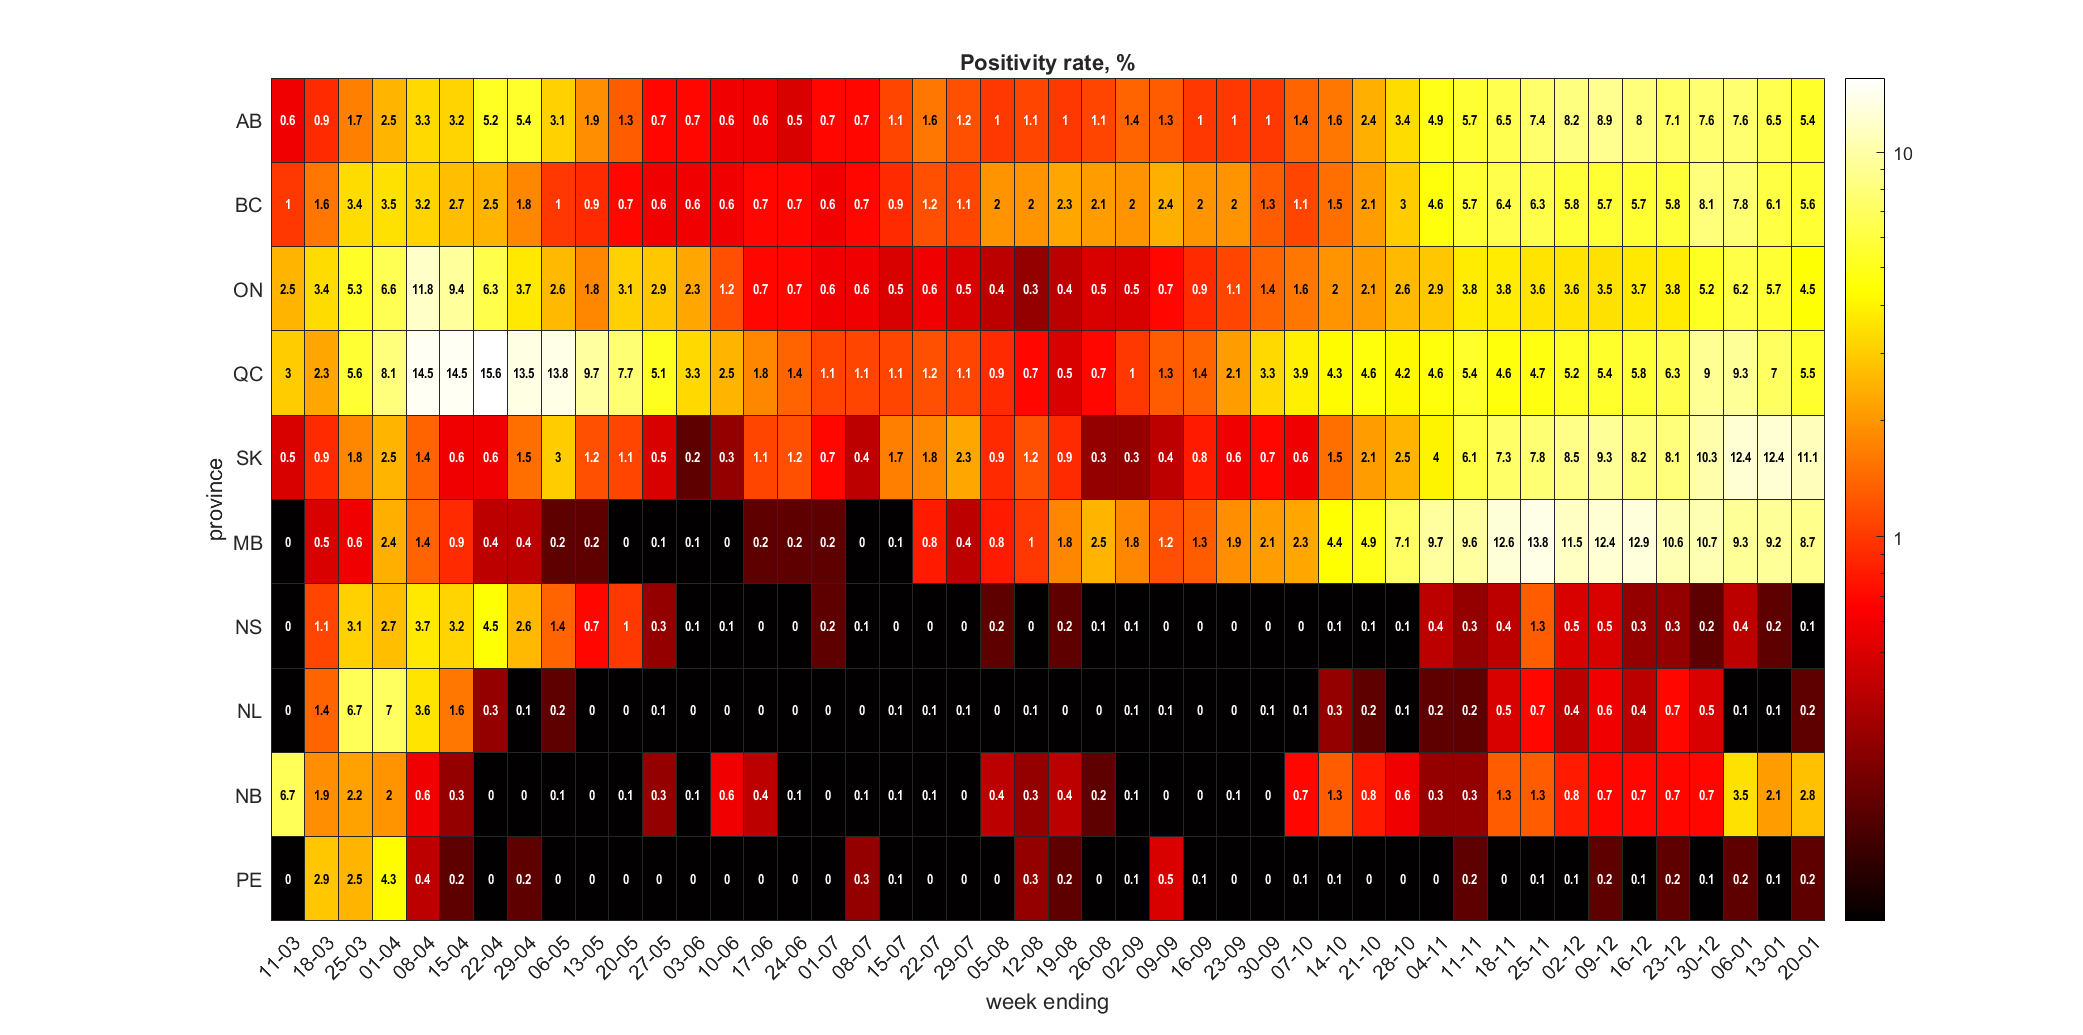 Positivity rate, %
AB 0.6 0.9 1.7 2.5 3.3 3.2 5.2 5.4 3.1 1.9 1.3 0.7 0.7 0.6 0.6 0.5 0.7 0.7 1.1 1.6 1.2 1 1.1 1 1.1 1.4 1.3 1 1 1 1.4 1.6 2.4 3.4 4.9 5.7 6.5 7.4 8.2 8.9 8 7.1 7.6 7.6 6.5 5.4
10
BC 1 1.6 3.4 3.5 3.2 2.7 2.5 1.8 1 0.9 0.7 0.6 0.6 0.6 0.7 0.7 0.6 0.7 0.9 1.2 1.1 2 2 2.3 2.1 2 2.4 2 2 1.3 1.1 1.5 2.1 3 4.6 5.7 6.4 6.3 5.8 5.7 5.7 5.8 8.1 7.8 6.1 5.6
ON 2.5 3.4 5.3 6.6 11.8 9.4 6.3 3.7 2.6 1.8 3.1 2.9 2.3 1.2 0.7 0.7 0.6 0.6 0.5 0.6 0.5 0.4 0.3 0.4 0.5 0.5 0.7 0.9 1.1 1.4 1.6 2 2.1 2.6 2.9 3.8 3.8 3.6 3.6 3.5 3.7 3.8 5.2 6.2 5.7 4.5
QC 3 2.3 5.6 8.1 14.5 14.5 15.6 13.5 13.8 9.7 7.7 5.1 3.3 2.5 1.8 1.4 1.1 1.1 1.1 1.2 1.1 0.9 0.7 0.5 0.7 1 1.3 1.4 2.1 3.3 3.9 4.3 4.6 4.2 4.6 5.4 4.6 4.7 5.2 5.4 5.8 6.3 9 9.3 7 5.5
SK 0.5 0.9 1.8 2.5 1.4 0.6 0.6 1.5 3 1.2 1.1 0.5 0.2 0.3 1.1 1.2 0.7 0.4 1.7 1.8 2.3 0.9 1.2 0.9 0.3 0.3 0.4 0.8 0.6 0.7 0.6 1.5 2.1 2.5 4 6.1 7.3 7.8 8.5 9.3 8.2 8.1 10.3 12.4 12.4 11.1
province
MB 0 0.5 0.6 2.4 1.4 0.9 0.4 0.4 0.2 0.2 0 0.1 0.1 0 0.2 0.2 0.2 0 0.1 0.8 0.4 0.8 1 1.8 2.5 1.8 1.2 1.3 1.9 2.1 2.3 4.4 4.9 7.1 9.7 9.6 12.6 13.8 11.5 12.4 12.9 10.6 10.7 9.3 9.2 8.7
1
NS 0 1.1 3.1 2.7 3.7 3.2 4.5 2.6 1.4 0.7 1 0.3 0.1 0.1 0 0 0.2 0.1 0 0 0 0.2 0 0.2 0.1 0.1 0 0 0 0 0 0.1 0.1 0.1 0.4 0.3 0.4 1.3 0.5 0.5 0.3 0.3 0.2 0.4 0.2 0.1
NL 0 1.4 6.7 7 3.6 1.6 0.3 0.1 0.2 0 0 0.1 0 0 0 0 0 0 0.1 0.1 0.1 0 0.1 0 0 0.1 0.1 0 0 0.1 0.1 0.3 0.2 0.1 0.2 0.2 0.5 0.7 0.4 0.6 0.4 0.7 0.5 0.1 0.1 0.2
NB 6.7 1.9 2.2 2 0.6 0.3 0 0 0.1 0 0.1 0.3 0.1 0.6 0.4 0.1 0 0.1 0.1 0.1 0 0.4 0.3 0.4 0.2 0.1 0 0 0.1 0 0.7 1.3 0.8 0.6 0.3 0.3 1.3 1.3 0.8 0.7 0.7 0.7 0.7 3.5 2.1 2.8
PE 0 2.9 2.5 4.3 0.4 0.2 0 0.2 0 0 0 0 0 0 0 0 0 0.3 0.1 0 0 0 0.3 0.2 0 0.1 0.5 0.1 0 0 0.1 0.1 0 0 0 0.2 0 0.1 0.1 0.2 0.1 0.2 0.1 0.2 0.1 0.2
11-03 18-03 25-03 01-04 08-04 15-04 22-04 29-04 06-05 13-05 20-05 27-05 03-06 10-06 17-06 24-06 01-07 08-07 15-07 22-07 29-07 05-08 12-08 19-08 26-08 02-09 09-09 16-09 23-09 30-09 07-10 14-10 21-10 28-10 04-11 11-11 18-11 25-11 02-12 09-12 16-12 23-12 30-12 06-01 13-01 20-01
week ending